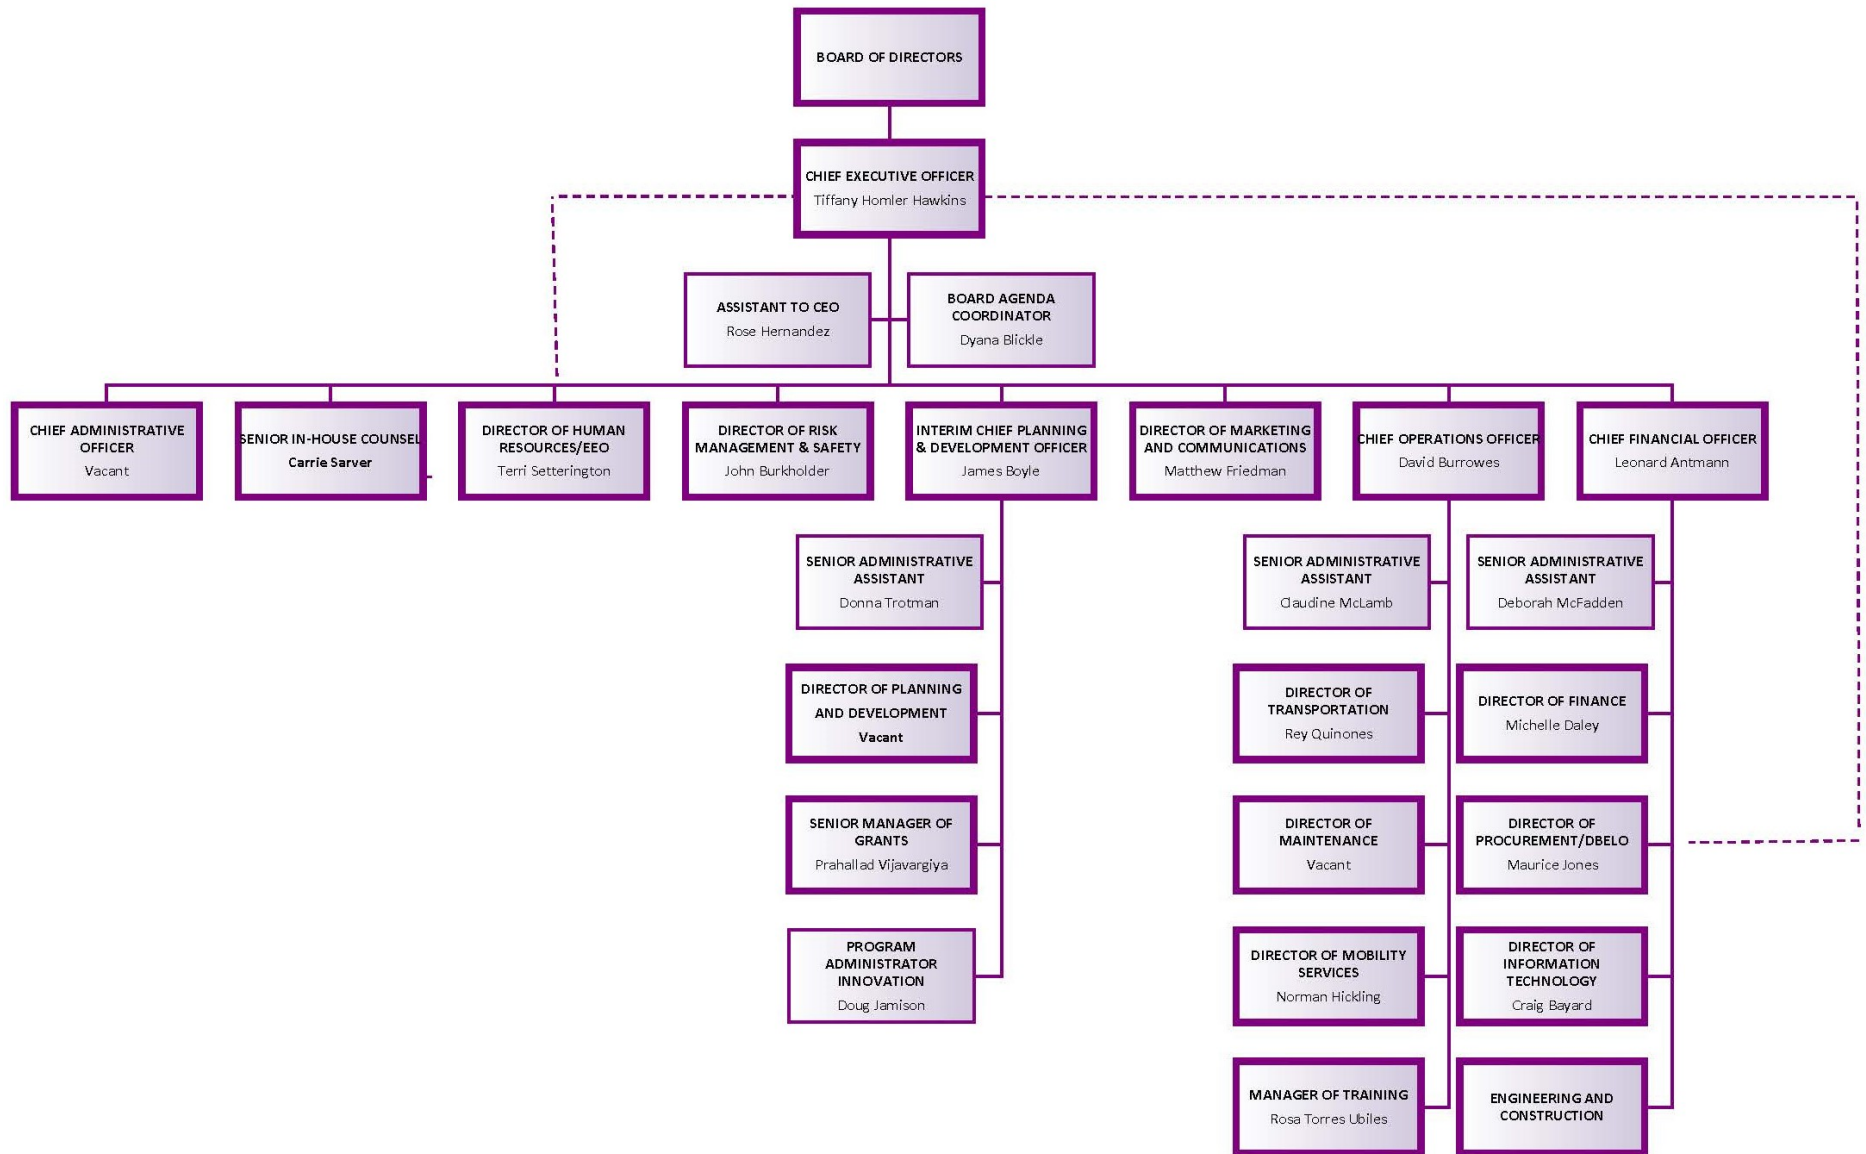 BOARD OF DIRECTORS
CHIEF EXECUTIVE OFFICER
Tiffany Homler Hawkins
ASSISTANT TO CEO
Rose Hernandez
BOARD AGENDA
COORDINATOR
Dyana Blickle
CHIEF ADMINISTRATIVE
OFFICER
Vacant
SENIOR IN-HOUSE COUNSEL
Carrie Sarver
DIRECTOR OF HUMAN
RESOURCES/EEO
Terri Setterington
DIRECTOR OF RISK
MANAGEMENT & SAFETY
John Burkholder
INTERIM CHIEF PLANNING
& DEVELOPMENT OFFICER
James Boyle
DIRECTOR OF MARKETING
AND COMMUNICATIONS
Matthew Friedman
CHIEF OPERATIONS OFFICER
David Burrowes
CHIEF FINANCIAL OFFICER
Leonard Antmann
SENIOR ADMINISTRATIVE
ASSISTANT
Donna Trotman
DIRECTOR OF PLANNING
AND DEVELOPMENT
Vacant
SENIOR MANAGER OF
GRANTS
Prahallad Vijavargiya
PROGRAM
ADMINISTRATOR
INNOVATION
Doug Jamison
SENIOR ADMINISTRATIVE
ASSISTANT
Claudine McLamb
DIRECTOR OF
TRANSPORTATION
Rey Quinones
DIRECTOR OF
MAINTENANCE
Vacant
DIRECTOR OF MOBILITY
SERVICES
Norman Hickling
MANAGER OF TRAINING
Rosa Torres Ubiles
SENIOR ADMINISTRATIVE
ASSISTANT
Deborah McFadden
DIRECTOR OF FINANCE
Michelle Daley
DIRECTOR OF
PROCUREMENT/DBELO
Maurice Jones
DIRECTOR OF
INFORMATION
TECHNOLOGY
Craig Bayard
ENGINEERING AND
CONSTRUCTION